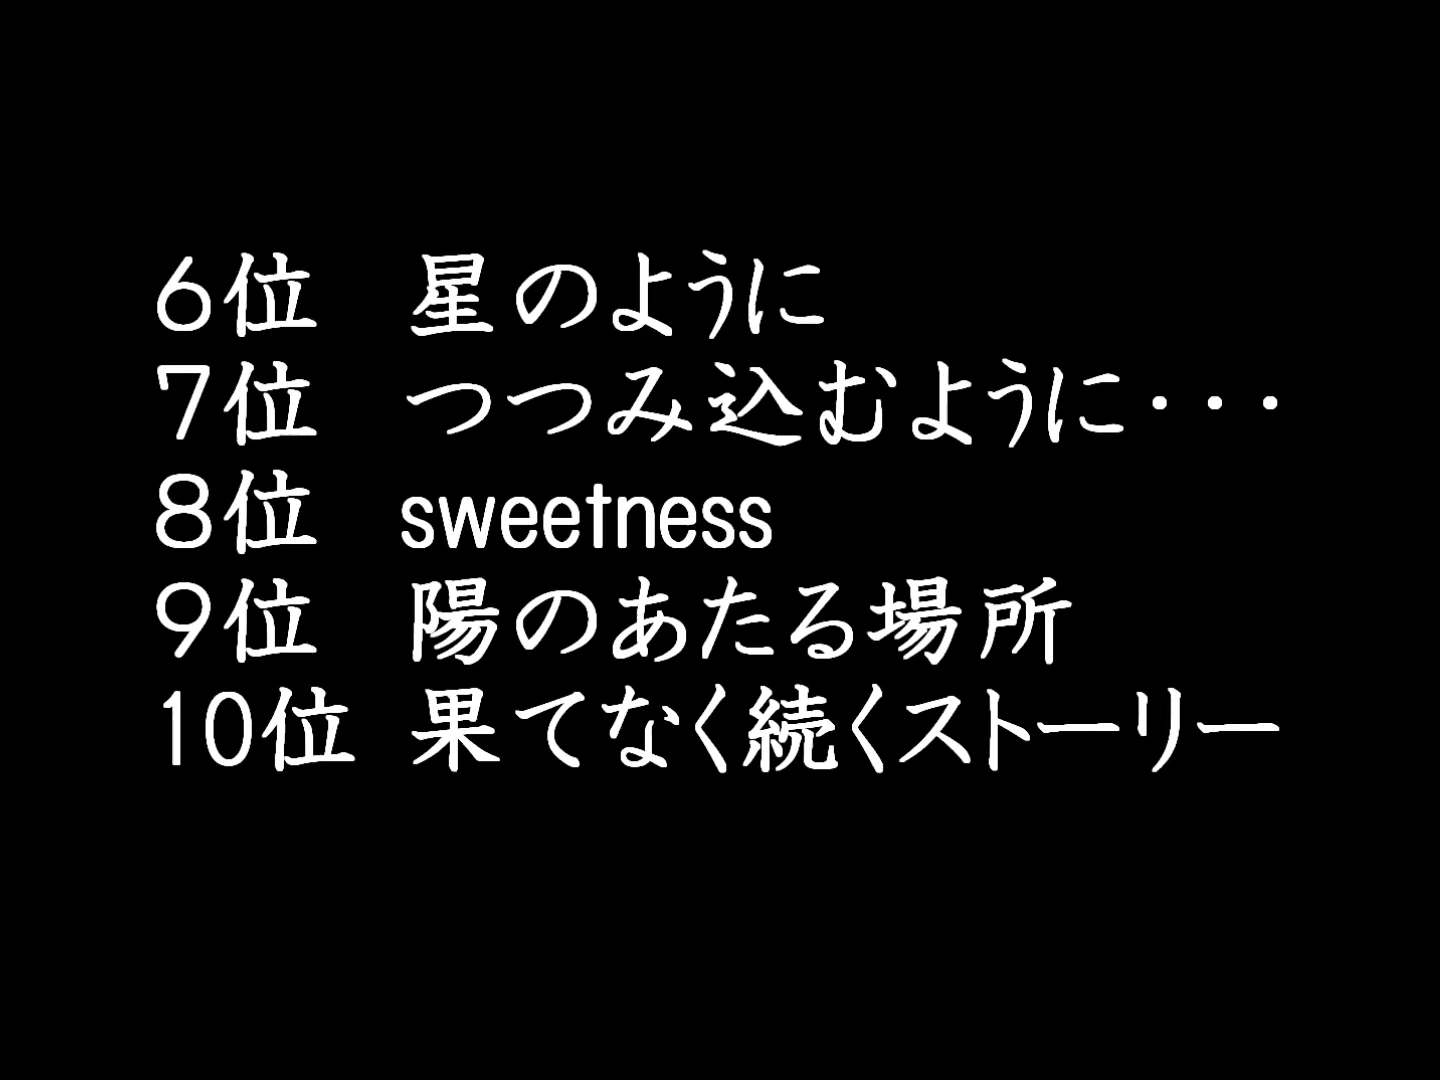 6位　星のように
7位　つつみ込むように・・・
8位　sweetness
9位　陽のあたる場所
10位 果てなく続くストーリー